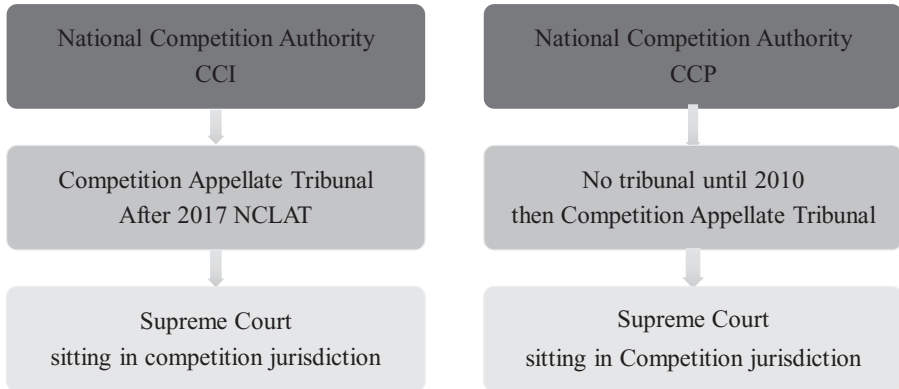 National Competition Authority
CCI
Competition Appellate Tribunal
After 2017 NCLAT
Supreme Court
sitting in competition jurisdiction
National Competition Authority
CCP
No tribunal until 2010
then Competition Appellate Tribunal
Supreme Court
sitting in Competition jurisdiction